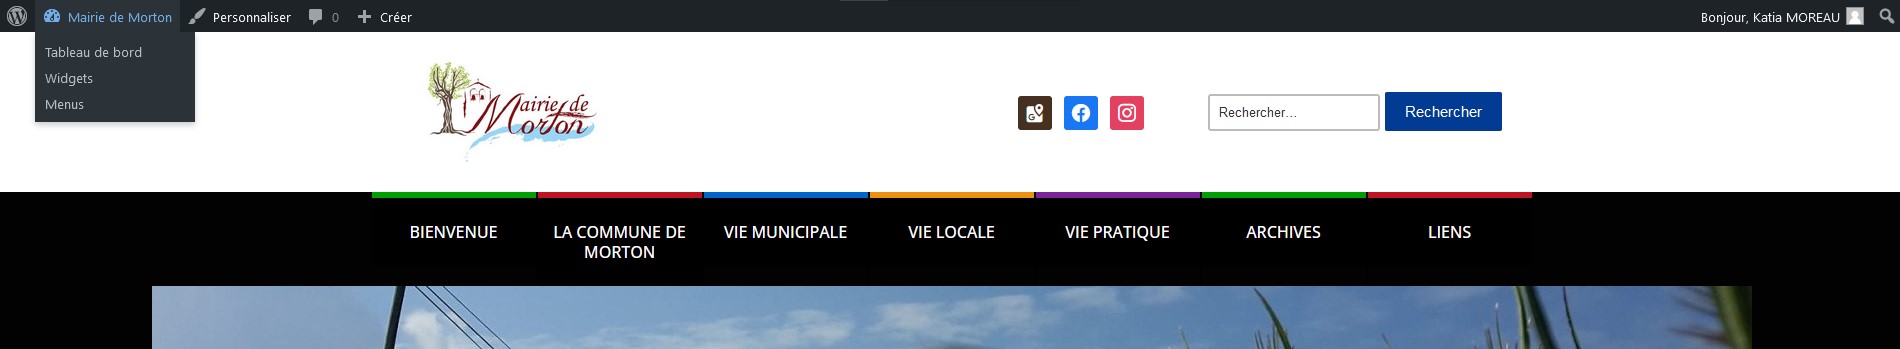 Mairie de Morton
Personnaliser
0
Créer
Bonjour, Katia MOREAU
Tableau de bord
Widgets
Menus
Mairie de
Morton
G
Rechercher…
Rechercher
BIENVENUE
LA COMMUNE DE
MORTON
VIE MUNICIPALE
VIE LOCALE
VIE PRATIQUE
ARCHIVES
LIENS